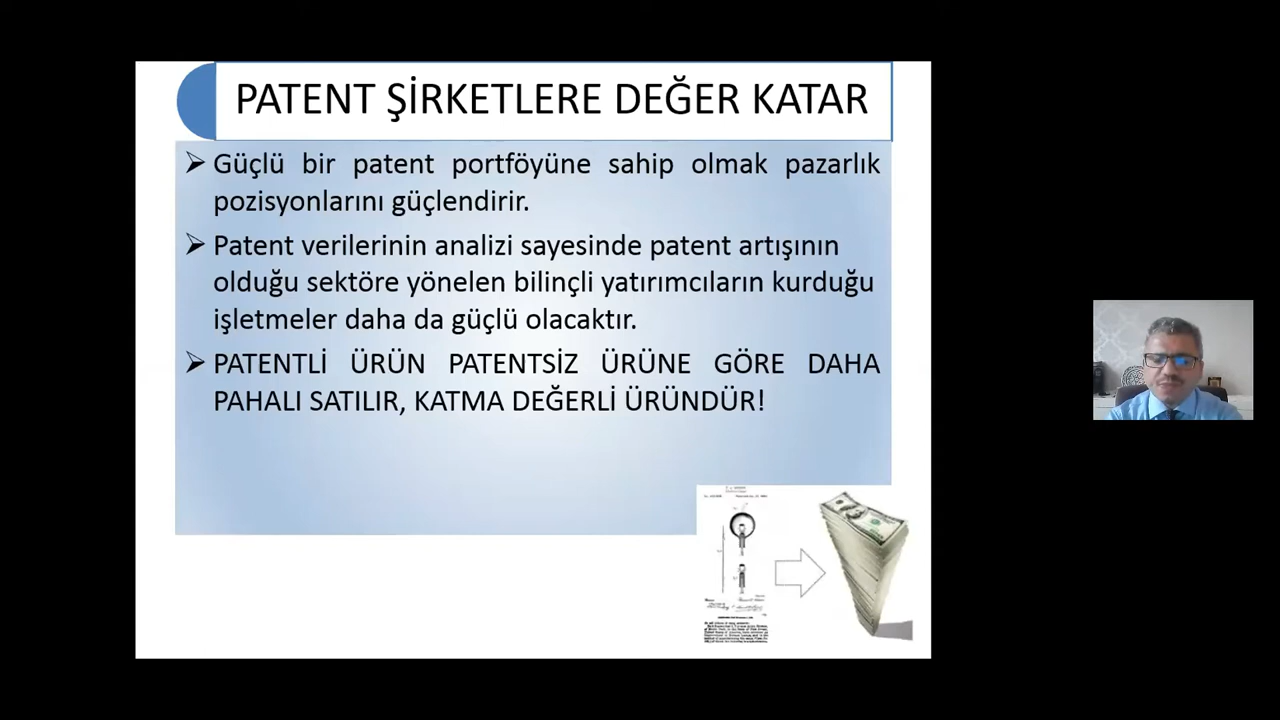 PATENT ŞİRKETLERE DEĞER KATAR
Güçlü bir patent portföyüne sahip olmak pazarlık
pozisyonlarını güçlendirir.
Patent verilerinin analizi sayesinde patent artışının
olduğu sektöre yönelen bilinçli yatırımcıların kurduğu
işletmeler daha da güçlü olacaktır.
PATENTLİ ÜRÜN PATENTSİZ ÜRÜNE GÖRE DAHA
PAHALI SATILIR, KATMA DEĞERLİ ÜRÜNDÜR!